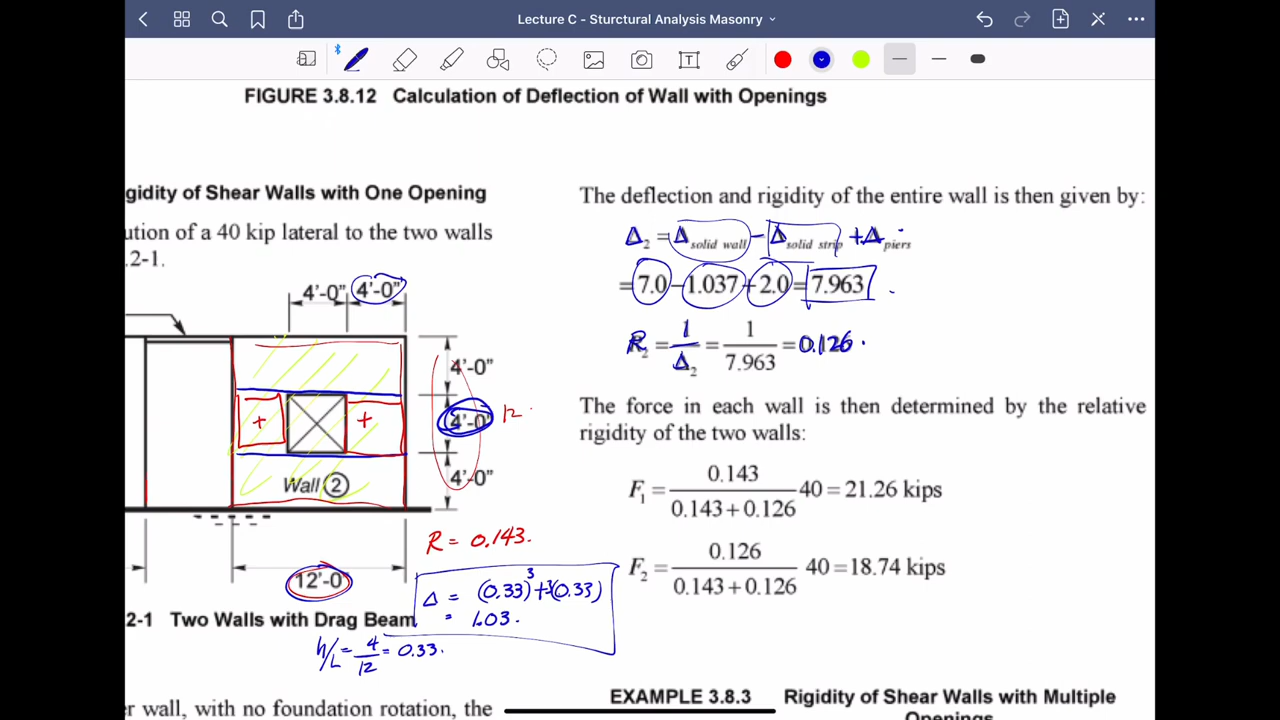 Lecture C - Sturctural Analysis Masonry
FIGURE 3.8.12 Calculation of Deflection of Wall with Openings
gidity of Shear Walls with One Opening
ution of a 40 kip lateral to the two walls
.2-1.
4'-0" 4'-0"
4'-0"
4'-0" 12
4'-0"
+ +
Wall 2
R = 0.143.
12'-0"
Δ = (0.33)³+3(0.33)
= 1.03.
2-1 Two Walls with Drag Beam
h/L = 4/12 = 0.33.
er wall, with no foundation rotation, the
The deflection and rigidity of the entire wall is then given by:
Δ2 = Δ solid wall − Δ solid strip + Δ piers
= 7.0 − 1.037 + 2.0 = 7.963
R2 = 1/Δ2 = 1/7.963 = 0.126
The force in each wall is then determined by the relative
rigidity of the two walls:
F1 = 0.143/(0.143+0.126) 40 = 21.26 kips
F2 = 0.126/(0.143+0.126) 40 = 18.74 kips
EXAMPLE 3.8.3 Rigidity of Shear Walls with Multiple
Openings